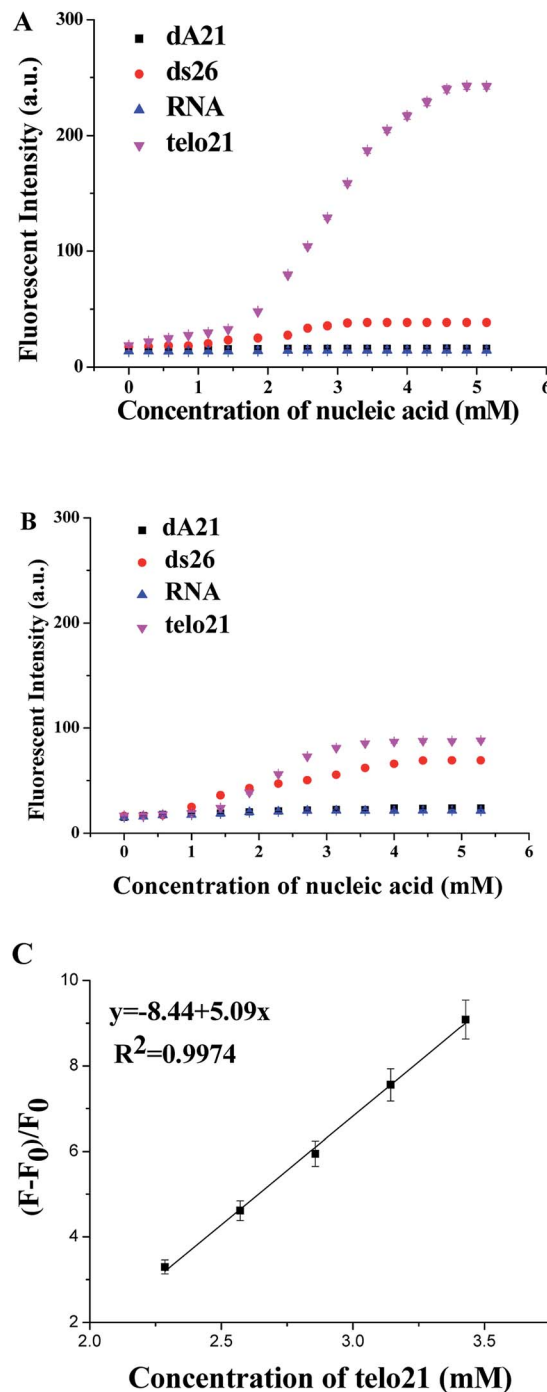 A
300
dA21
ds26
RNA
telo21
200
100
0
Fluorescent Intensity (a.u.)
0 1 2 3 4 5 6
Concentration of nucleic acid (mM)
B
300
dA21
ds26
RNA
telo21
200
100
0
Fluorescent Intensity (a.u.)
0 1 2 3 4 5 6
Concentration of nucleic acid (mM)
C
10
y=-8.44+5.09x
R²=0.9974
8
6
4
2
(F-F₀)/F₀
2.0 2.5 3.0 3.5
Concentration of telo21 (mM)